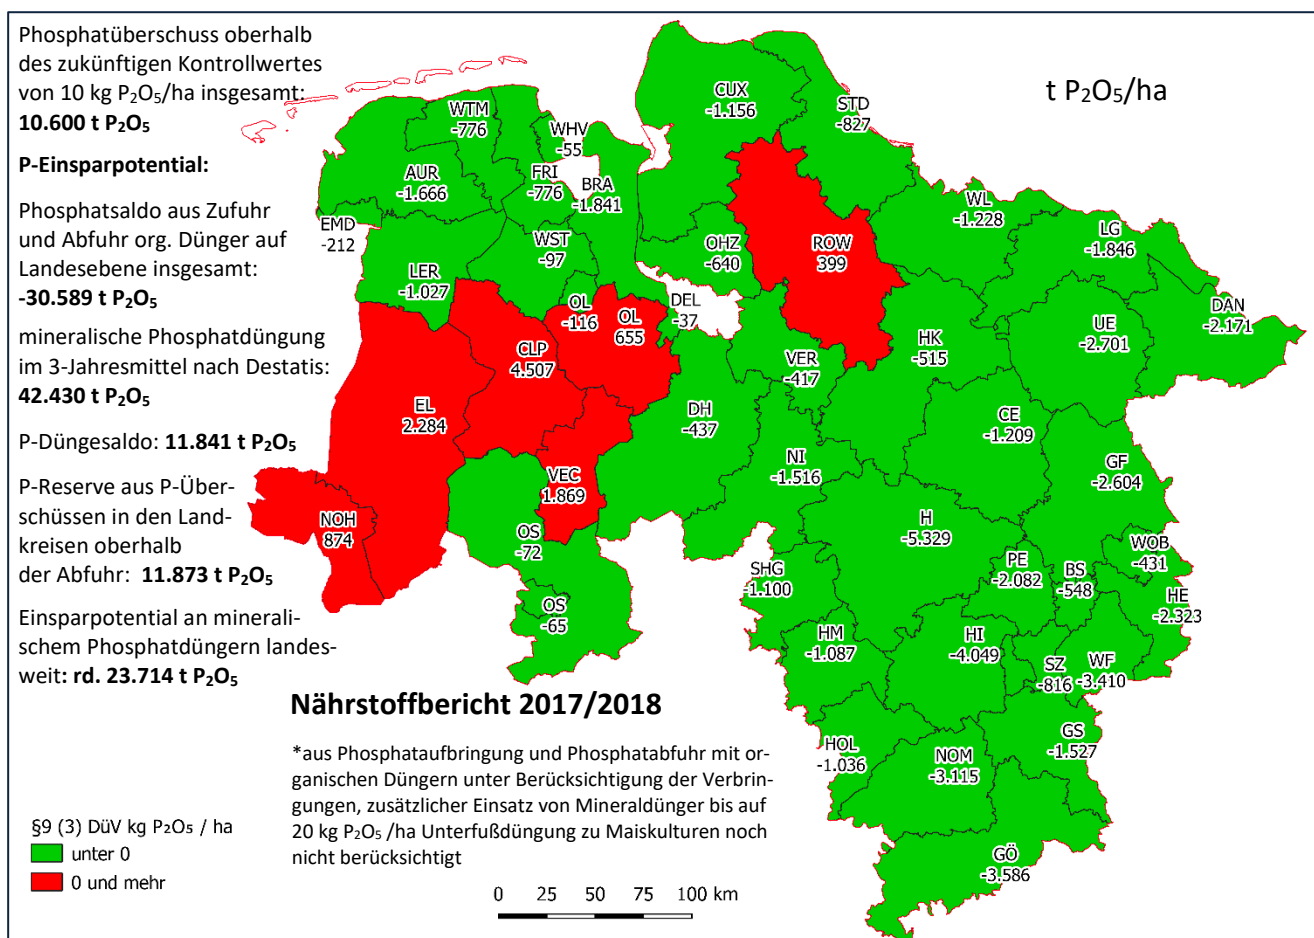 Phosphatüberschuss oberhalb
des zukünftigen Kontrollwertes
von 10 kg P₂O₅/ha insgesamt:
10.600 t P₂O₅
P-Einsparpotential:
Phosphatsaldo aus Zufuhr
und Abfuhr org. Dünger auf
Landesebene insgesamt:
-30.589 t P₂O₅
mineralische Phosphatdüngung
im 3-Jahresmittel nach Destatis:
42.430 t P₂O₅
P-Düngesaldo: 11.841 t P₂O₅
P-Reserve aus P-Über-
schüssen in den Land-
kreisen oberhalb
der Abfuhr: 11.873 t P₂O₅
Einsparpotential an minerali-
schem Phosphatdüngern landes-
weit: rd. 23.714 t P₂O₅
t P₂O₅/ha
CUX
-1.156
STD
-827
WTM
-776
WHV
-55
AUR
-1.666
FRI
-776
BRA
-1.841
EMD
-212
LER
-1.027
WST
-97
OHZ
-640
ROW
399
WL
-1.228
LG
-1.846
DAN
-2.171
OL
-116
OL
655
DEL
-37
UE
-2.701
HK
-515
VER
-417
CLP
4.507
EL
2.284
DH
-437
CE
-1.209
NI
-1.516
GF
-2.604
VEC
1.869
NOH
874
OS
-72
H
-5.329
WOB
-431
PE
-2.082
BS
-548
SHG
-1.100
HE
-2.323
OS
-65
HM
-1.087
HI
-4.049
SZ
-816
WF
-3.410
GS
-1.527
HOL
-1.036
NOM
-3.115
GÖ
-3.586
Nährstoffbericht 2017/2018
*aus Phosphataufbringung und Phosphatabfuhr mit or-
ganischen Düngern unter Berücksichtigung der Verbrin-
gungen, zusätzlicher Einsatz von Mineraldünger bis auf
20 kg P₂O₅ /ha Unterfußdüngung zu Maiskulturen noch
nicht berücksichtigt
§9 (3) DüV kg P₂O₅ / ha
unter 0
0 und mehr
0 25 50 75 100 km